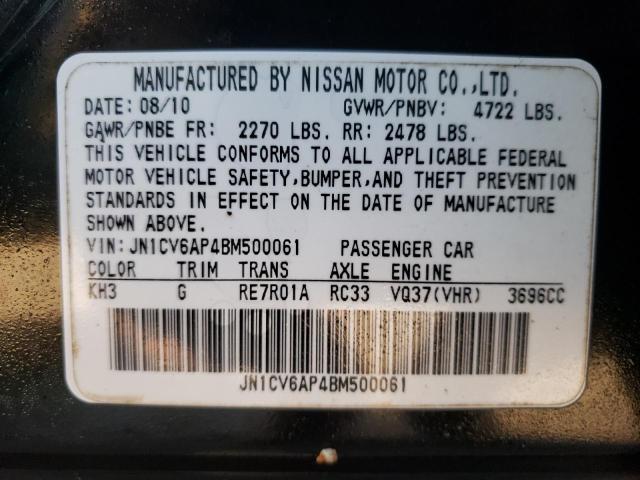 MANUFACTURED BY NISSAN MOTOR CO.,LTD.
DATE: 08/10 GVWR/PNBV: 4722 LBS.
GAWR/PNBE FR: 2270 LBS. RR: 2478 LBS.
THIS VEHICLE CONFORMS TO ALL APPLICABLE FEDERAL
MOTOR VEHICLE SAFETY,BUMPER,AND THEFT PREVENTION
STANDARDS IN EFFECT ON THE DATE OF MANUFACTURE
SHOWN ABOVE.
VIN: JN1CV6AP4BM500061 PASSENGER CAR
COLOR TRIM TRANS AXLE ENGINE
KH3 G RE7R01A RC33 VQ37(VHR) 3696CC
JN1CV6AP4BM500061